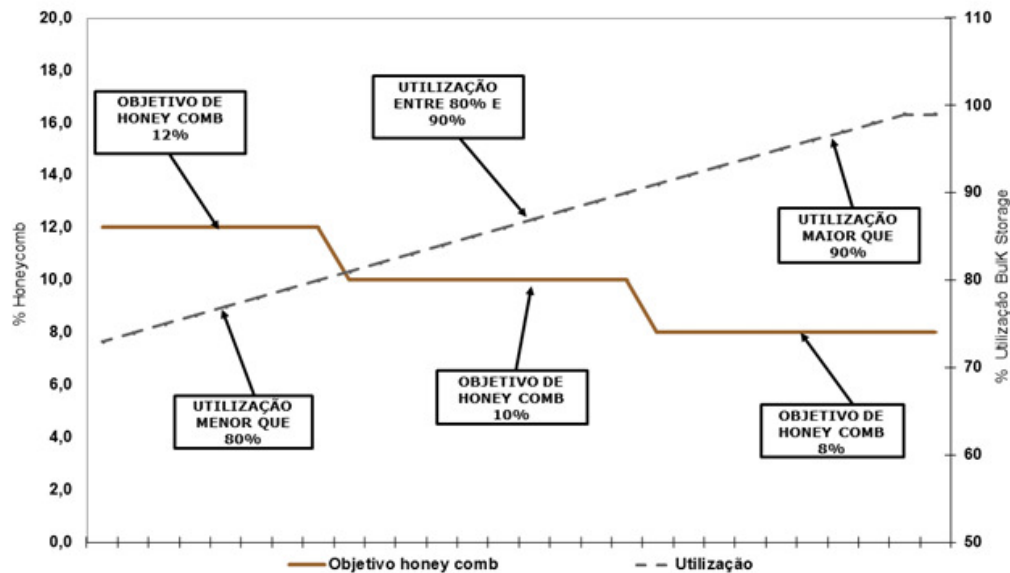 20,0
18,0
16,0
14,0
12,0
10,0
8,0
6,0
4,0
2,0
0,0
% Honeycomb
OBJETIVO DE
HONEY COMB
12%
UTILIZAÇÃO
ENTRE 80% E
90%
UTILIZAÇÃO
MAIOR QUE
90%
UTILIZAÇÃO
MENOR QUE
80%
OBJETIVO DE
HONEY COMB
10%
OBJETIVO DE
HONEY COMB
8%
110
100
90
80
70
60
50
% Utilização BulK Storage
Objetivo honey comb
Utilização